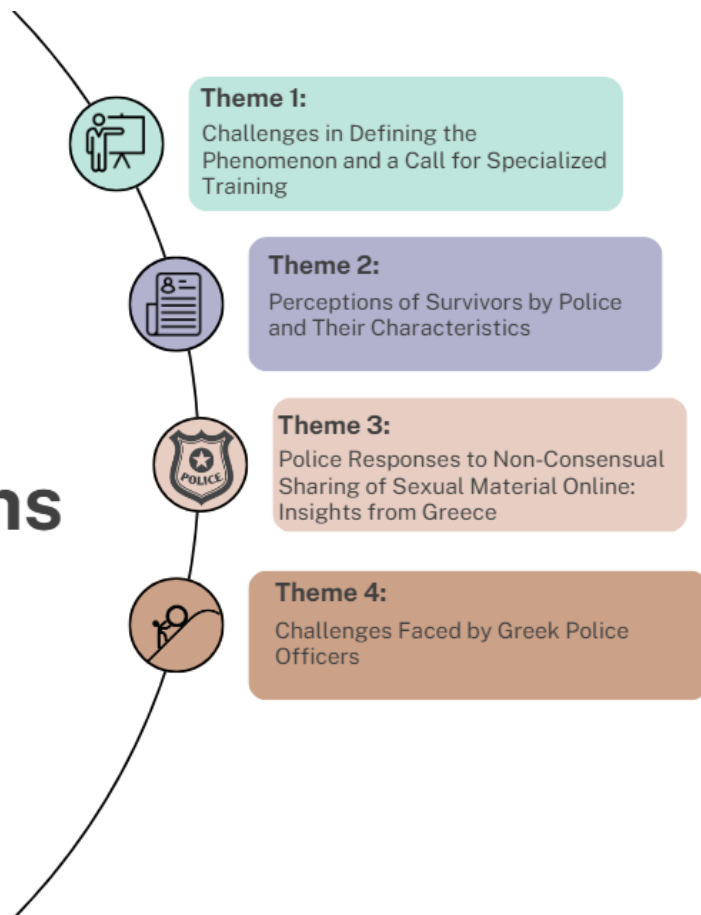 Theme 1:
Challenges in Defining the
Phenomenon and a Call for Specialized
Training
Theme 2:
Perceptions of Survivors by Police
and Their Characteristics
POLICE
Theme 3:
Police Responses to Non-Consensual
Sharing of Sexual Material Online:
Insights from Greece
ns
Theme 4:
Challenges Faced by Greek Police
Officers